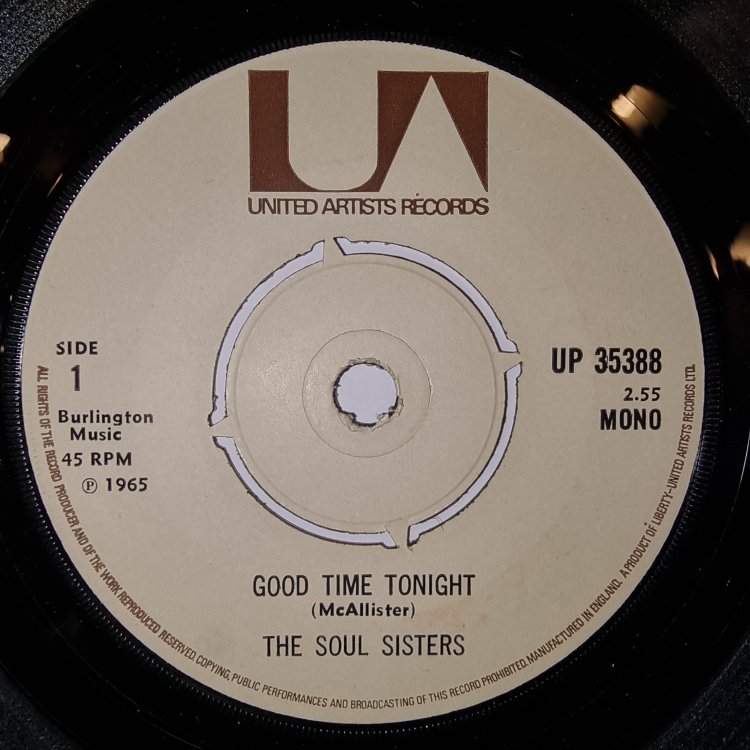 UA
UNITED ARTISTS RECORDS
SIDE
1
Burlington
Music
45 RPM
℗ 1965
UP 35388
2.55
MONO
GOOD TIME TONIGHT
(McAllister)
THE SOUL SISTERS
ALL RIGHTS OF THE RECORD PRODUCER AND OF THE WORK REPRODUCED RESERVED. COPYING, PUBLIC PERFORMANCES AND BROADCASTING OF THIS RECORD PROHIBITED. MANUFACTURED IN ENGLAND. A PRODUCT OF LIBERTY–UNITED ARTISTS RECORDS LTD.